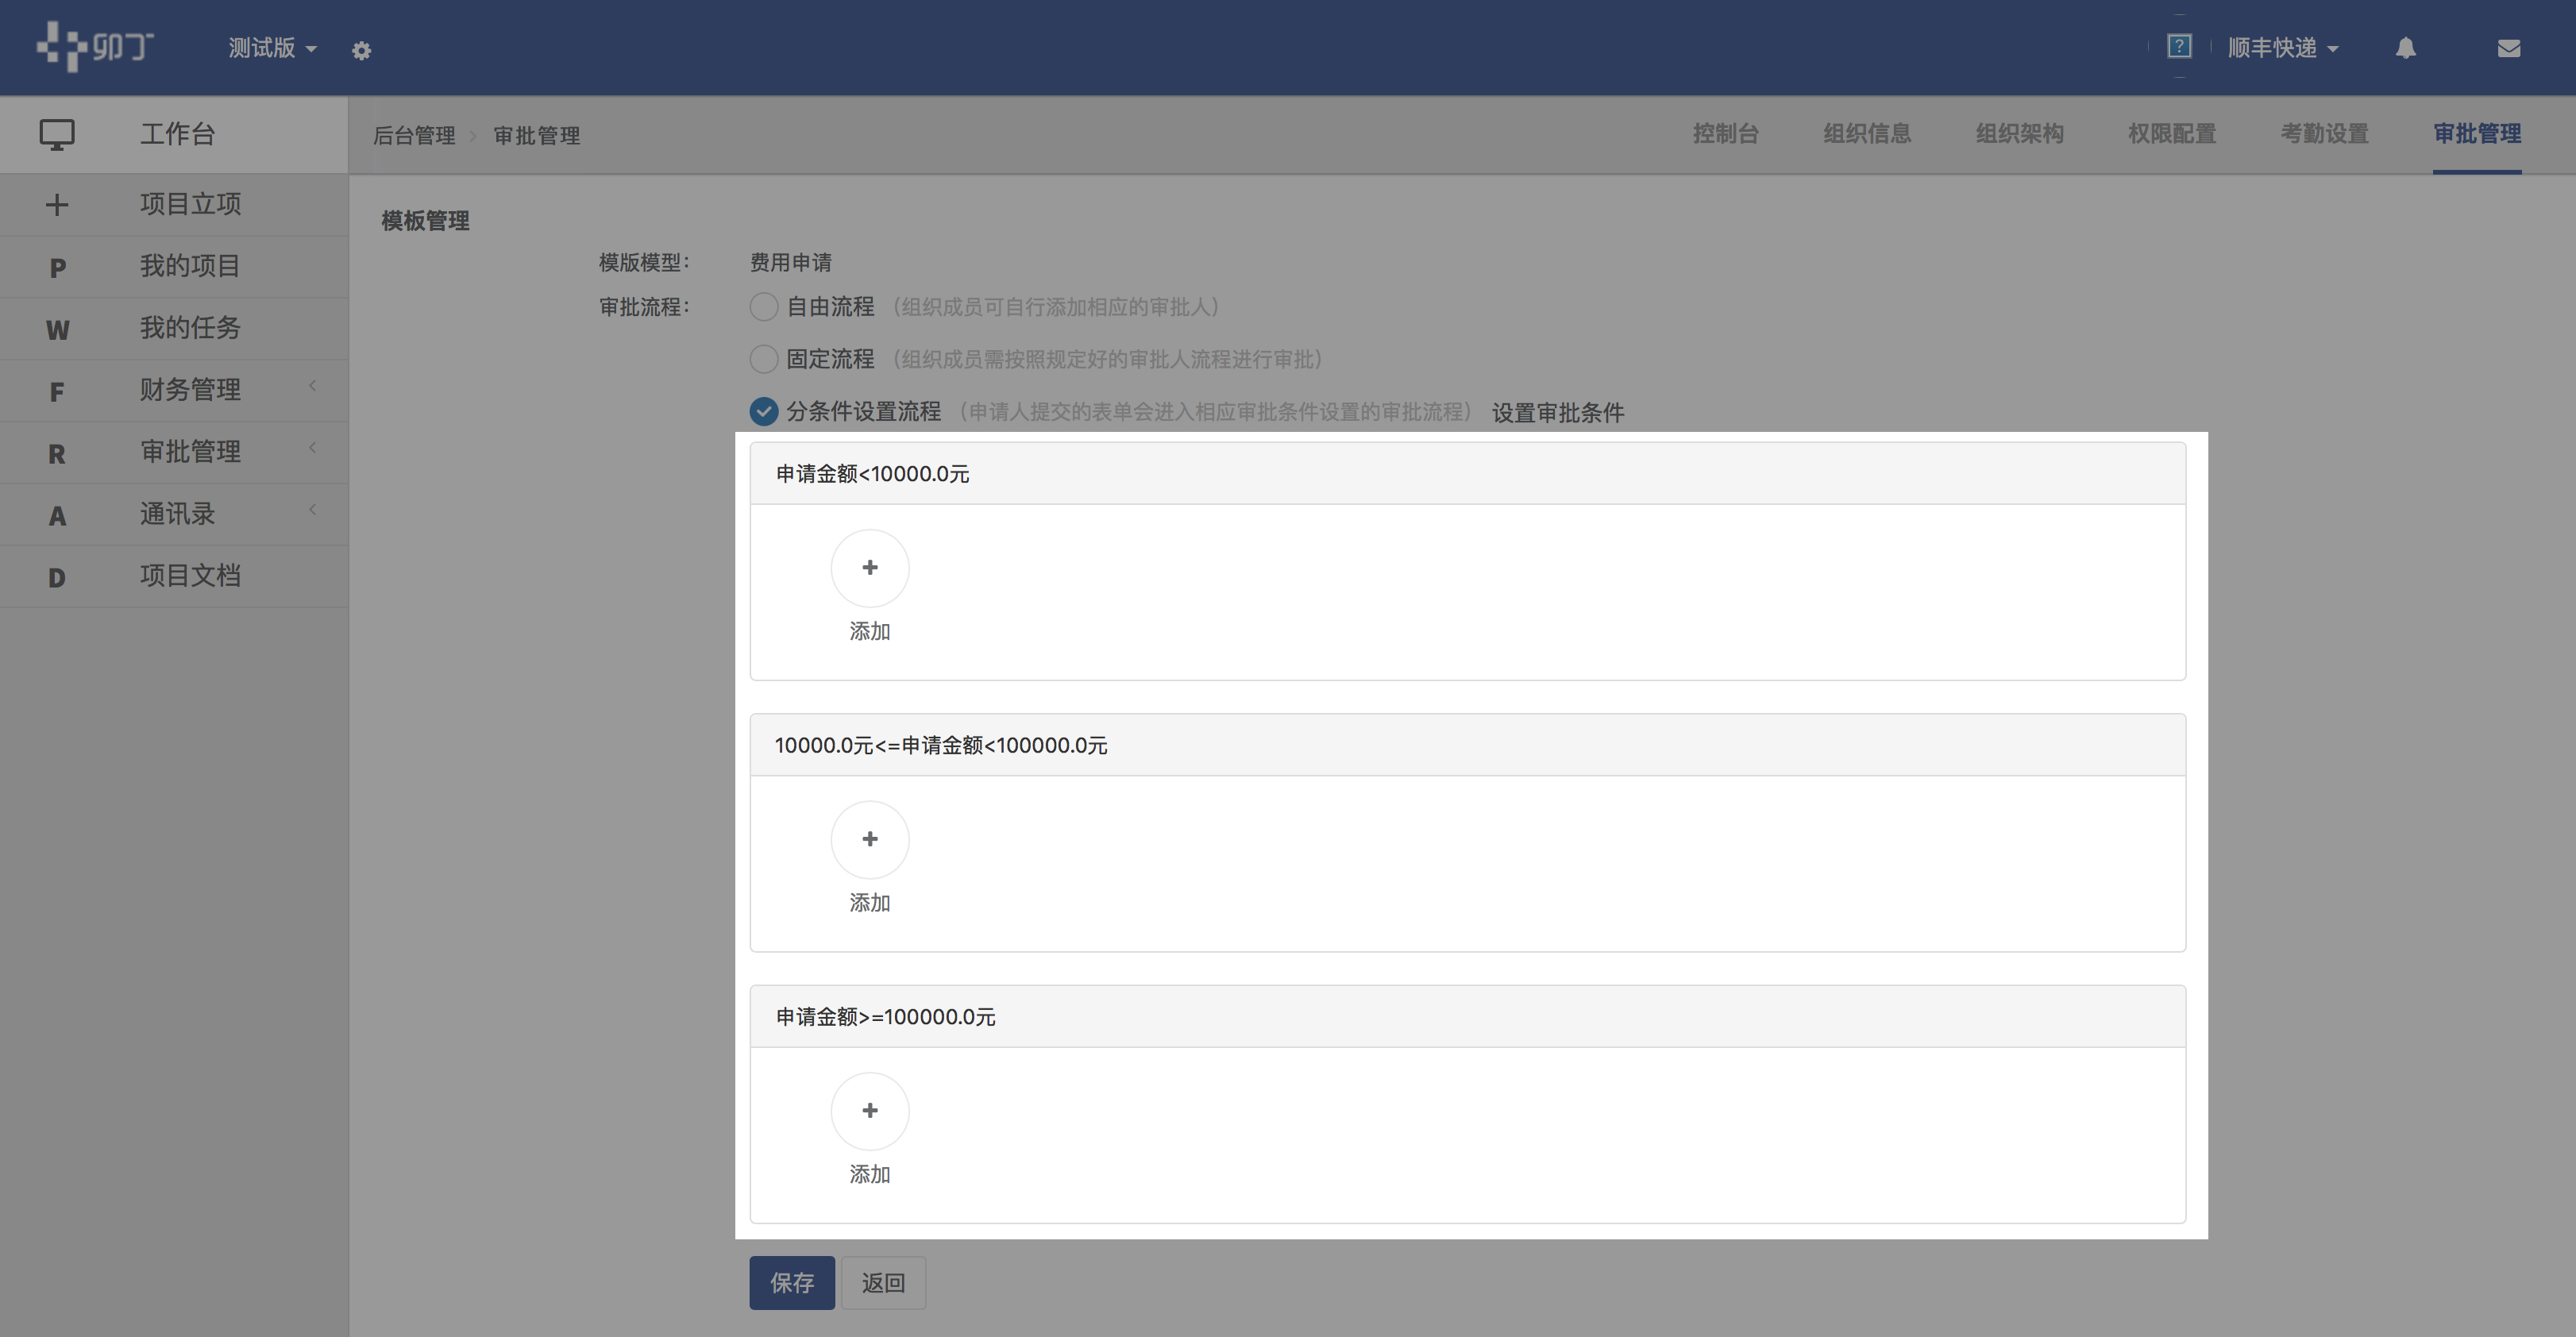 卯丁 测试版 ? 顺丰快递
工作台
后台管理 > 审批管理
控制台 组织信息 组织架构 权限配置 考勤设置 审批管理
+ 项目立项
P 我的项目
W 我的任务
F 财务管理
R 审批管理
A 通讯录
D 项目文档
模板管理
模版模型： 费用申请
审批流程： 自由流程 （组织成员可自行添加相应的审批人）
固定流程 （组织成员需按照规定好的审批人流程进行审批）
分条件设置流程 （申请人提交的表单会进入相应审批条件设置的审批流程） 设置审批条件
申请金额<10000.0元
+
添加
10000.0元<=申请金额<100000.0元
+
添加
申请金额>=100000.0元
+
添加
保存 返回